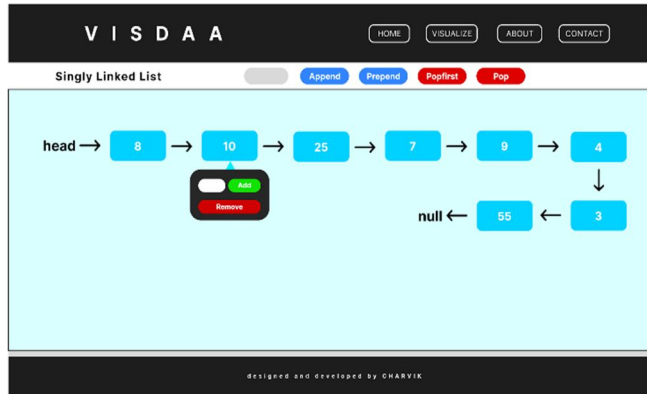 V I S D A A
HOME VISUALIZE ABOUT CONTACT
Singly Linked List Append Prepend Popfirst Pop
head 8 10 25 7 9 4
Add
Remove
null 55 3
designed and developed by CHARVIK